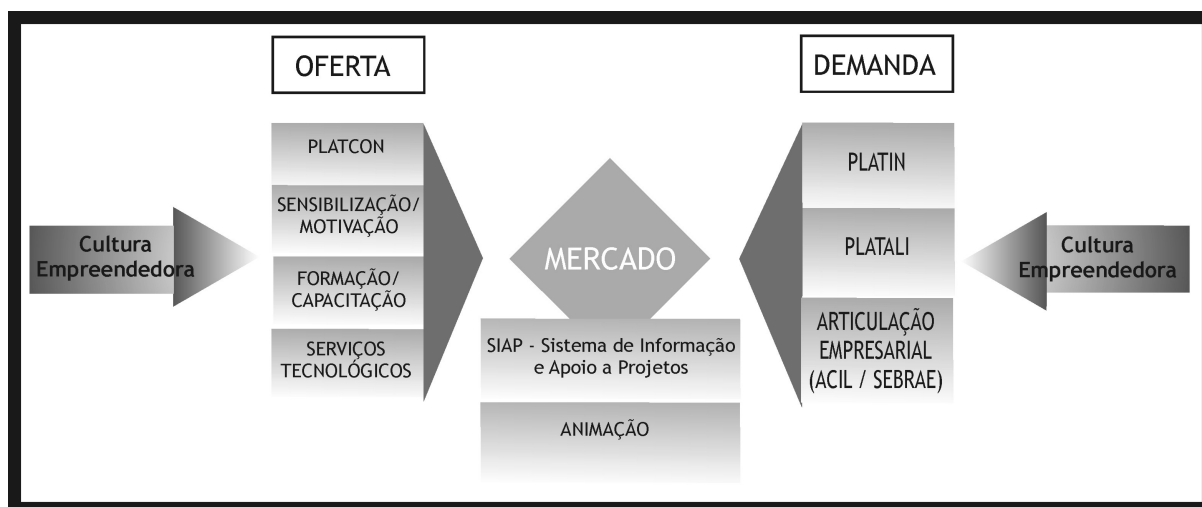 OFERTA
DEMANDA
PLATCON
SENSIBILIZAÇÃO/
MOTIVAÇÃO
FORMAÇÃO/
CAPACITAÇÃO
SERVIÇOS
TECNOLÓGICOS
Cultura
Empreendedora
MERCADO
SIAP - Sistema de Informação
e Apoio a Projetos
ANIMAÇÃO
PLATIN
PLATALI
ARTICULAÇÃO
EMPRESARIAL
(ACIL / SEBRAE)
Cultura
Empreendedora